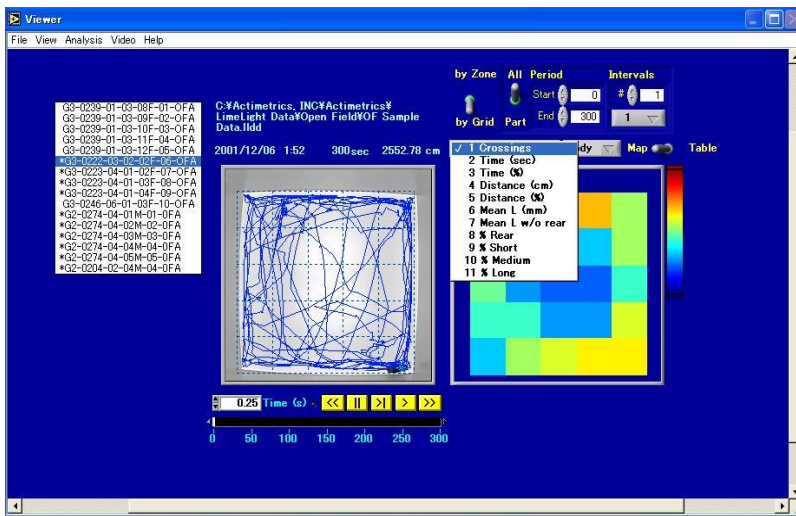 Viewer
File View Analysis Video Help
by Zone All Period Intervals
Start 0 # 1
by Grid Part End 300 1
G3-0239-01-03-08F-01-OFA
G3-0239-01-03-09F-02-OFA
G3-0239-01-03-10F-03-OFA
G3-0239-01-03-11F-04-OFA
G3-0239-01-03-12F-05-OFA
*G3-0222-03-02-02F-06-OFA
*G3-0223-04-01-02F-07-OFA
*G3-0223-04-01-03F-08-OFA
*G3-0223-04-01-04F-09-OFA
G3-0246-06-01-03F-10-OFA
*G2-0274-04-01M-01-OFA
*G2-0274-04-02M-02-OFA
*G2-0274-04-03M-03-OFA
*G2-0274-04-04M-04-OFA
*G2-0274-04-05M-05-OFA
*G2-0204-02-04M-04-OFA
C:¥Actimetrics, INC¥Actimetrics¥
LimeLight Data¥Open Field¥OF Sample
Data.lldd
2001/12/06 1:52 300sec 2552.78 cm
Map Table
✓ 1 Crossings
2 Time (sec)
3 Time (%)
4 Distance (cm)
5 Distance (%)
6 Mean L (mm)
7 Mean L w/o rear
8 % Rear
9 % Short
10 % Medium
11 % Long
0.25 Time (s) << || >| > >>
0 50 100 150 200 250 300